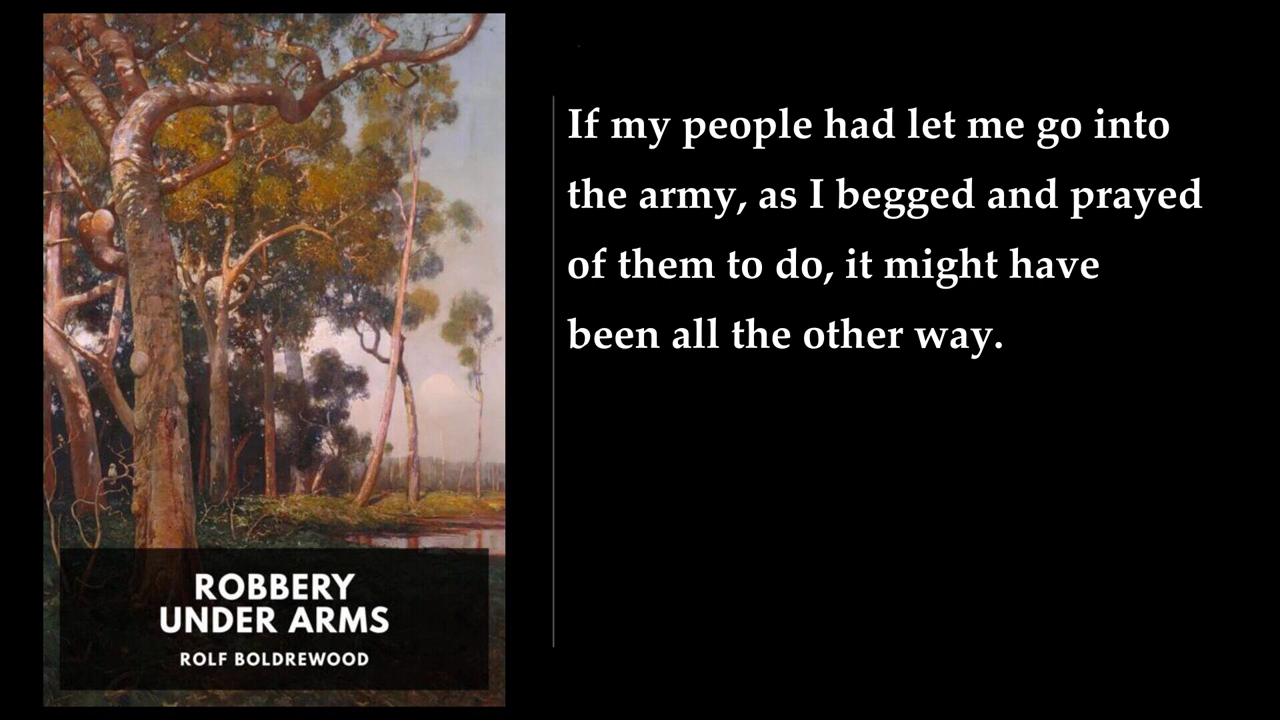 If my people had let me go into
the army, as I begged and prayed
of them to do, it might have
been all the other way.
ROBBERY
UNDER ARMS
ROLF BOLDREWOOD